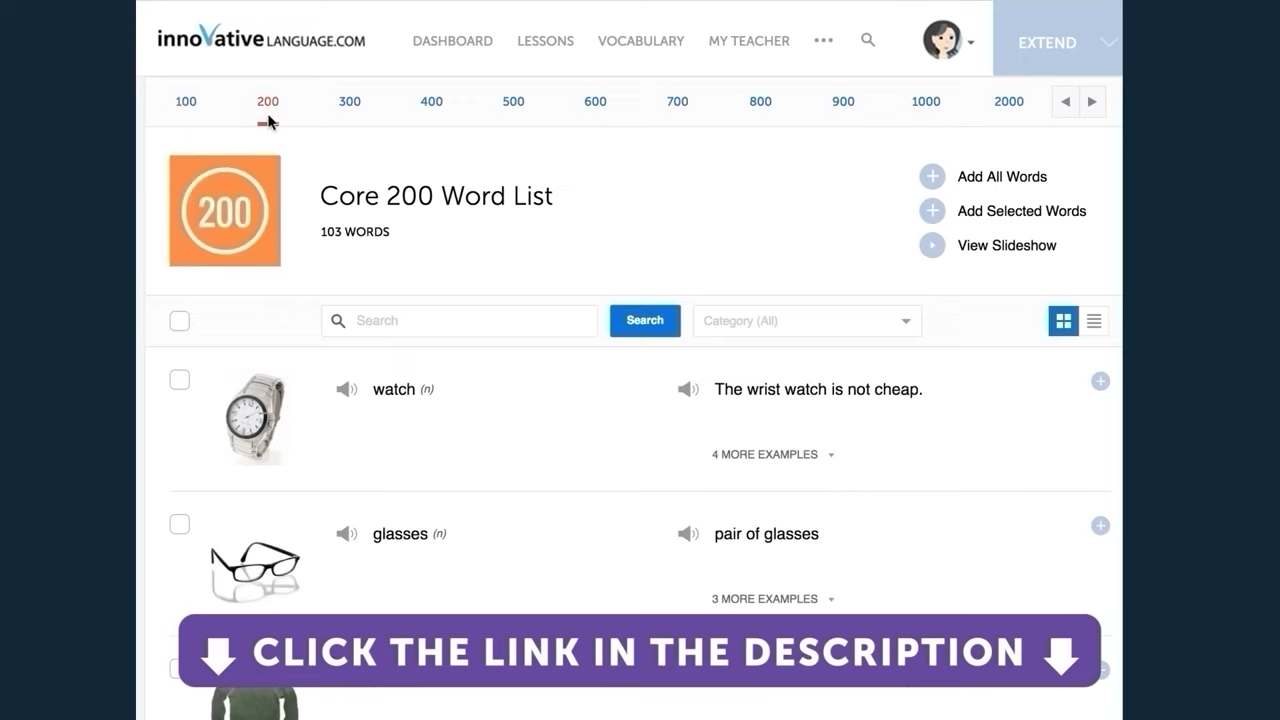 innoVative LANGUAGE.COM DASHBOARD LESSONS VOCABULARY MY TEACHER ••• EXTEND
100 200 300 400 500 600 700 800 900 1000 2000
200
Core 200 Word List
103 WORDS
Add All Words
Add Selected Words
View Slideshow
Search Search Category (All)
watch (n) The wrist watch is not cheap.
4 MORE EXAMPLES
glasses (n) pair of glasses
3 MORE EXAMPLES
CLICK THE LINK IN THE DESCRIPTION